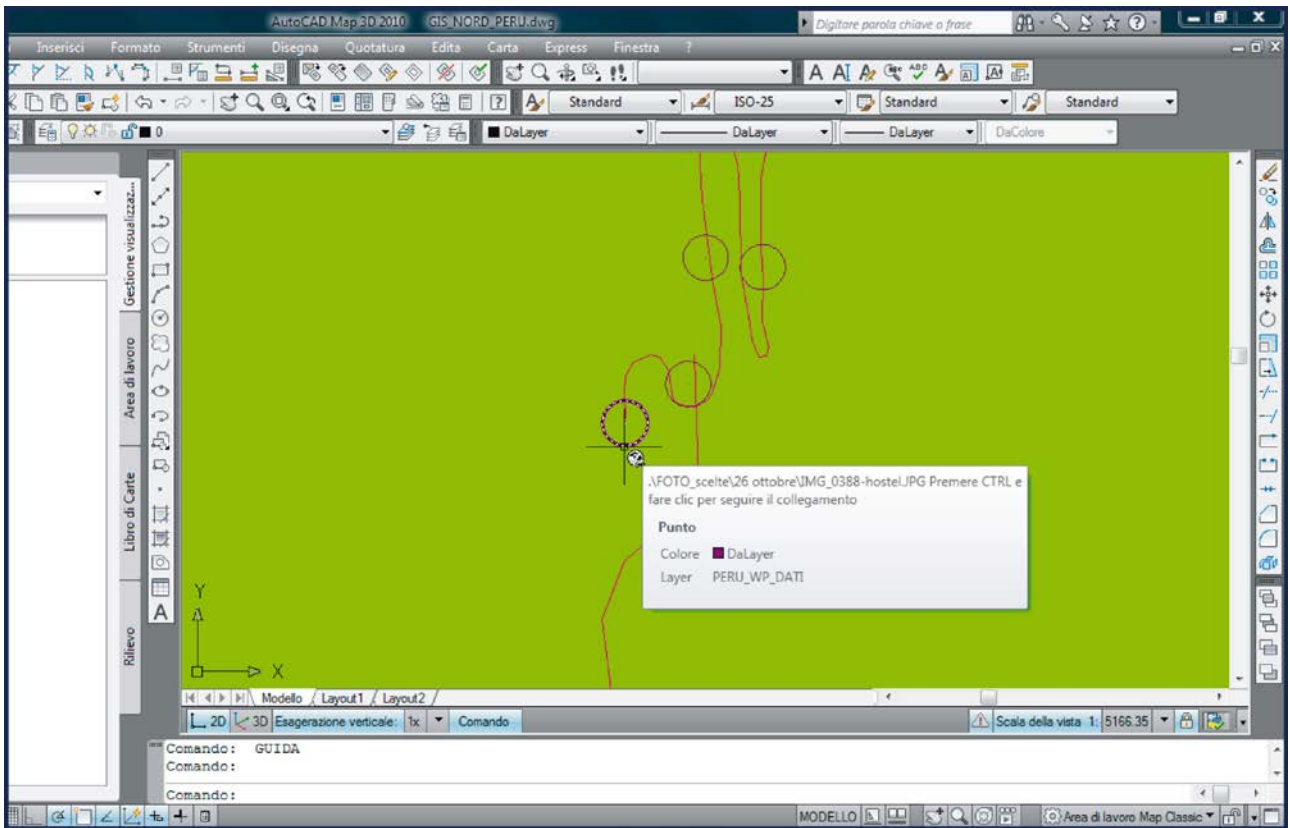 AutoCAD Map 3D 2010 GIS_NORD_PERU.dwg Digitare parola chiave o frase
Inserisci Formato Strumenti Disegna Quotatura Edita Carta Express Finestra ?
Standard ISO-25 Standard Standard
0 DaLayer DaLayer DaLayer DaColore
Gestione visualizzaz...
Area di lavoro
Libro di Carte
Rilievo
.\FOTO_scelte\26 ottobre\IMG_0388-hostel.JPG Premere CTRL e
fare clic per seguire il collegamento
Punto
Colore DaLayer
Layer PERU_WP_DATI
Y
X
Modello Layout1 Layout2
2D 3D Esagerazione verticale: 1x Comando Scala della vista 1: 5166.35
Comando: GUIDA
Comando:
Comando:
MODELLO Area di lavoro Map Classic